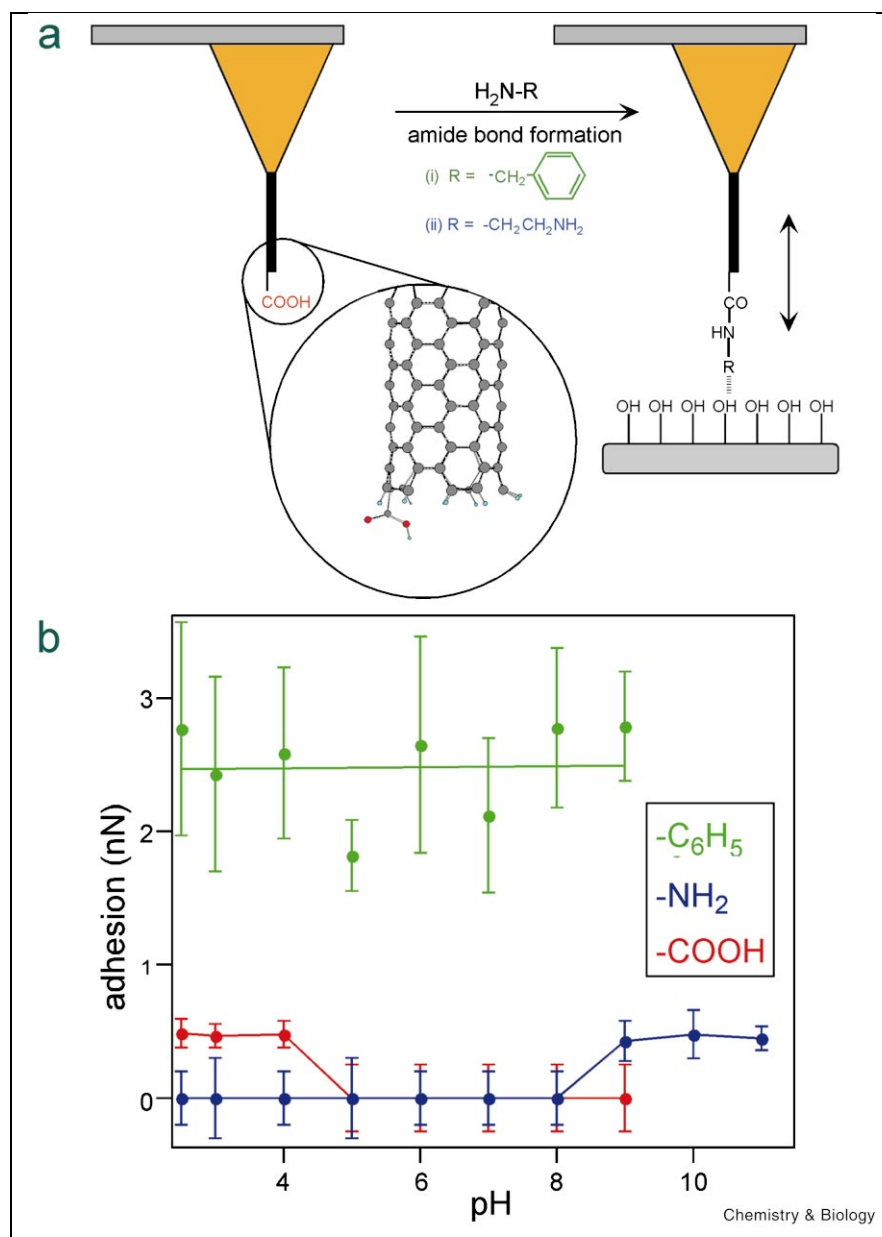 a
H2N-R
amide bond formation
(i) R = -CH2-
(ii) R = -CH2CH2NH2
COOH
CO
HN
R
OH OH OH OH OH OH OH
b
adhesion (nN)
3
2
1
0
-C6H5
-NH2
-COOH
4 6 8 10
pH
Chemistry & Biology